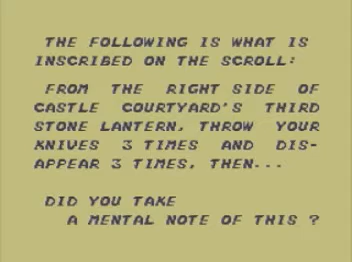 THE FOLLOWING IS WHAT IS
INSCRIBED ON THE SCROLL:
FROM THE RIGHT SIDE OF
CASTLE COURTYARD'S THIRD
STONE LANTERN, THROW YOUR
KNIVES 3 TIMES AND DIS-
APPEAR 3 TIMES, THEN---
DID YOU TAKE
A MENTAL NOTE OF THIS ?